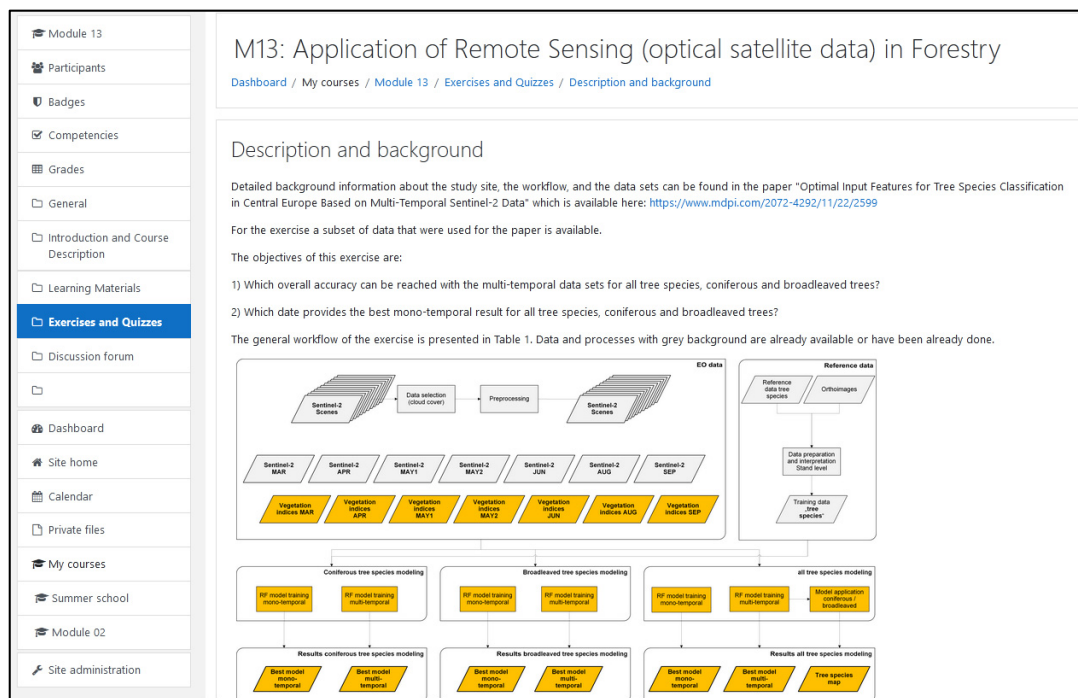 Module 13
Participants
Badges
Competencies
Grades
General
Introduction and Course
Description
Learning Materials
Exercises and Quizzes
Discussion forum
Dashboard
Site home
Calendar
Private files
My courses
Summer school
Module 02
Site administration
M13: Application of Remote Sensing (optical satellite data) in Forestry
Dashboard / My courses / Module 13 / Exercises and Quizzes / Description and background
Description and background
Detailed background information about the study site, the workflow, and the data sets can be found in the paper "Optimal Input Features for Tree Species Classification
in Central Europe Based on Multi-Temporal Sentinel-2 Data" which is available here: https://www.mdpi.com/2072-4292/11/22/2599
For the exercise a subset of data that were used for the paper is available.
The objectives of this exercise are:
1) Which overall accuracy can be reached with the multi-temporal data sets for all tree species, coniferous and broadleaved trees?
2) Which date provides the best mono-temporal result for all tree species, coniferous and broadleaved trees?
The general workflow of the exercise is presented in Table 1. Data and processes with grey background are already available or have been already done.
EO data
Sentinel-2
Scenes
Data selection
(cloud cover)
Preprocessing
Sentinel-2
Scenes
Sentinel-2
MAR
Sentinel-2
APR
Sentinel-2
MAY1
Sentinel-2
MAY2
Sentinel-2
JUN
Sentinel-2
AUG
Sentinel-2
SEP
Vegetation
indices MAR
Vegetation
indices
APR
Vegetation
indices
MAY1
Vegetation
indices
MAY2
Vegetation
indices
JUN
Vegetation
indices AUG
Vegetation
indices SEP
Reference data
Reference
data tree
species
Orthoimages
Data preparation
and interpretation
Stand level
Training data
‚tree
species'
Coniferous tree species modeling
RF model training
mono-temporal
RF model training
multi-temporal
Broadleaved tree species modeling
RF model training
mono-temporal
RF model training
multi-temporal
all tree species modeling
RF model training
mono-temporal
RF model training
multi-temporal
Model application
coniferous /
broadleaved
Results coniferous tree species modeling
Best model
mono-
temporal
Best model
multi-
temporal
Results broadleaved tree species modeling
Best model
mono-
temporal
Best model
multi-
temporal
Results all tree species modeling
Best model
mono-
temporal
Best model
multi-
temporal
Tree species
map